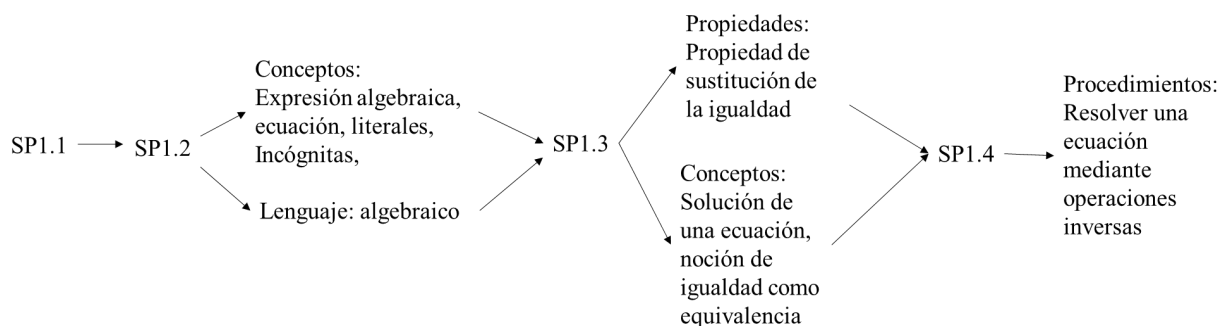 SP1.1
SP1.2
Conceptos:
Expresión algebraica,
ecuación, literales,
Incógnitas,
Lenguaje: algebraico
SP1.3
Propiedades:
Propiedad de
sustitución de
la igualdad
Conceptos:
Solución de
una ecuación,
noción de
igualdad como
equivalencia
SP1.4
Procedimientos:
Resolver una
ecuación
mediante
operaciones
inversas